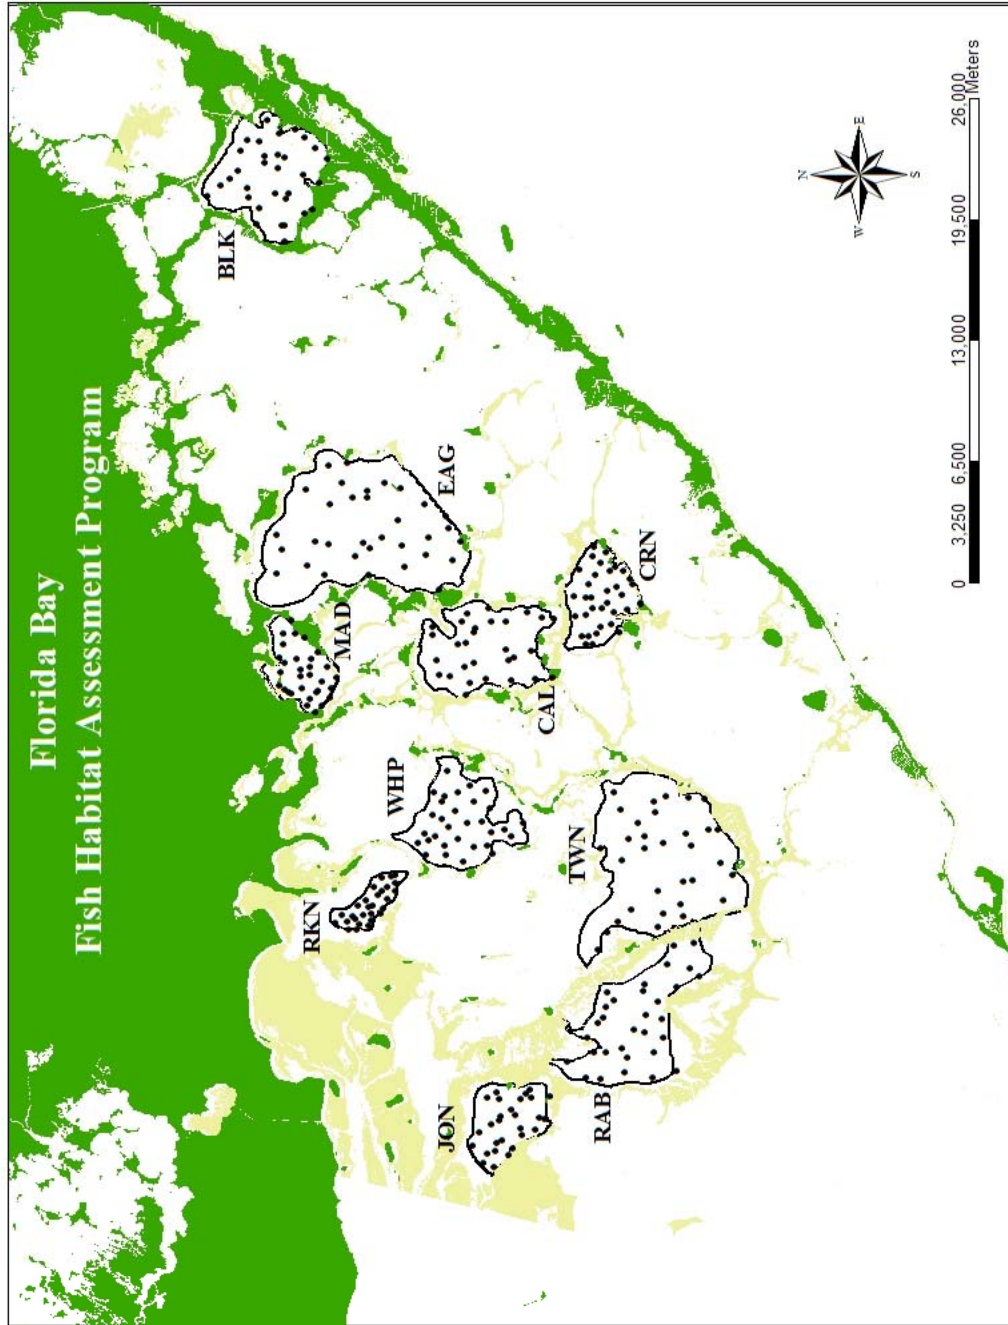 Florida Bay
Fish Habitat Assessment Program
BLK
MAD
EAG
RKN
WHP
CAL
CRN
JON
TWN
RAB
N
W
E
S
0 3,250 6,500 13,000 19,500 26,000
Meters